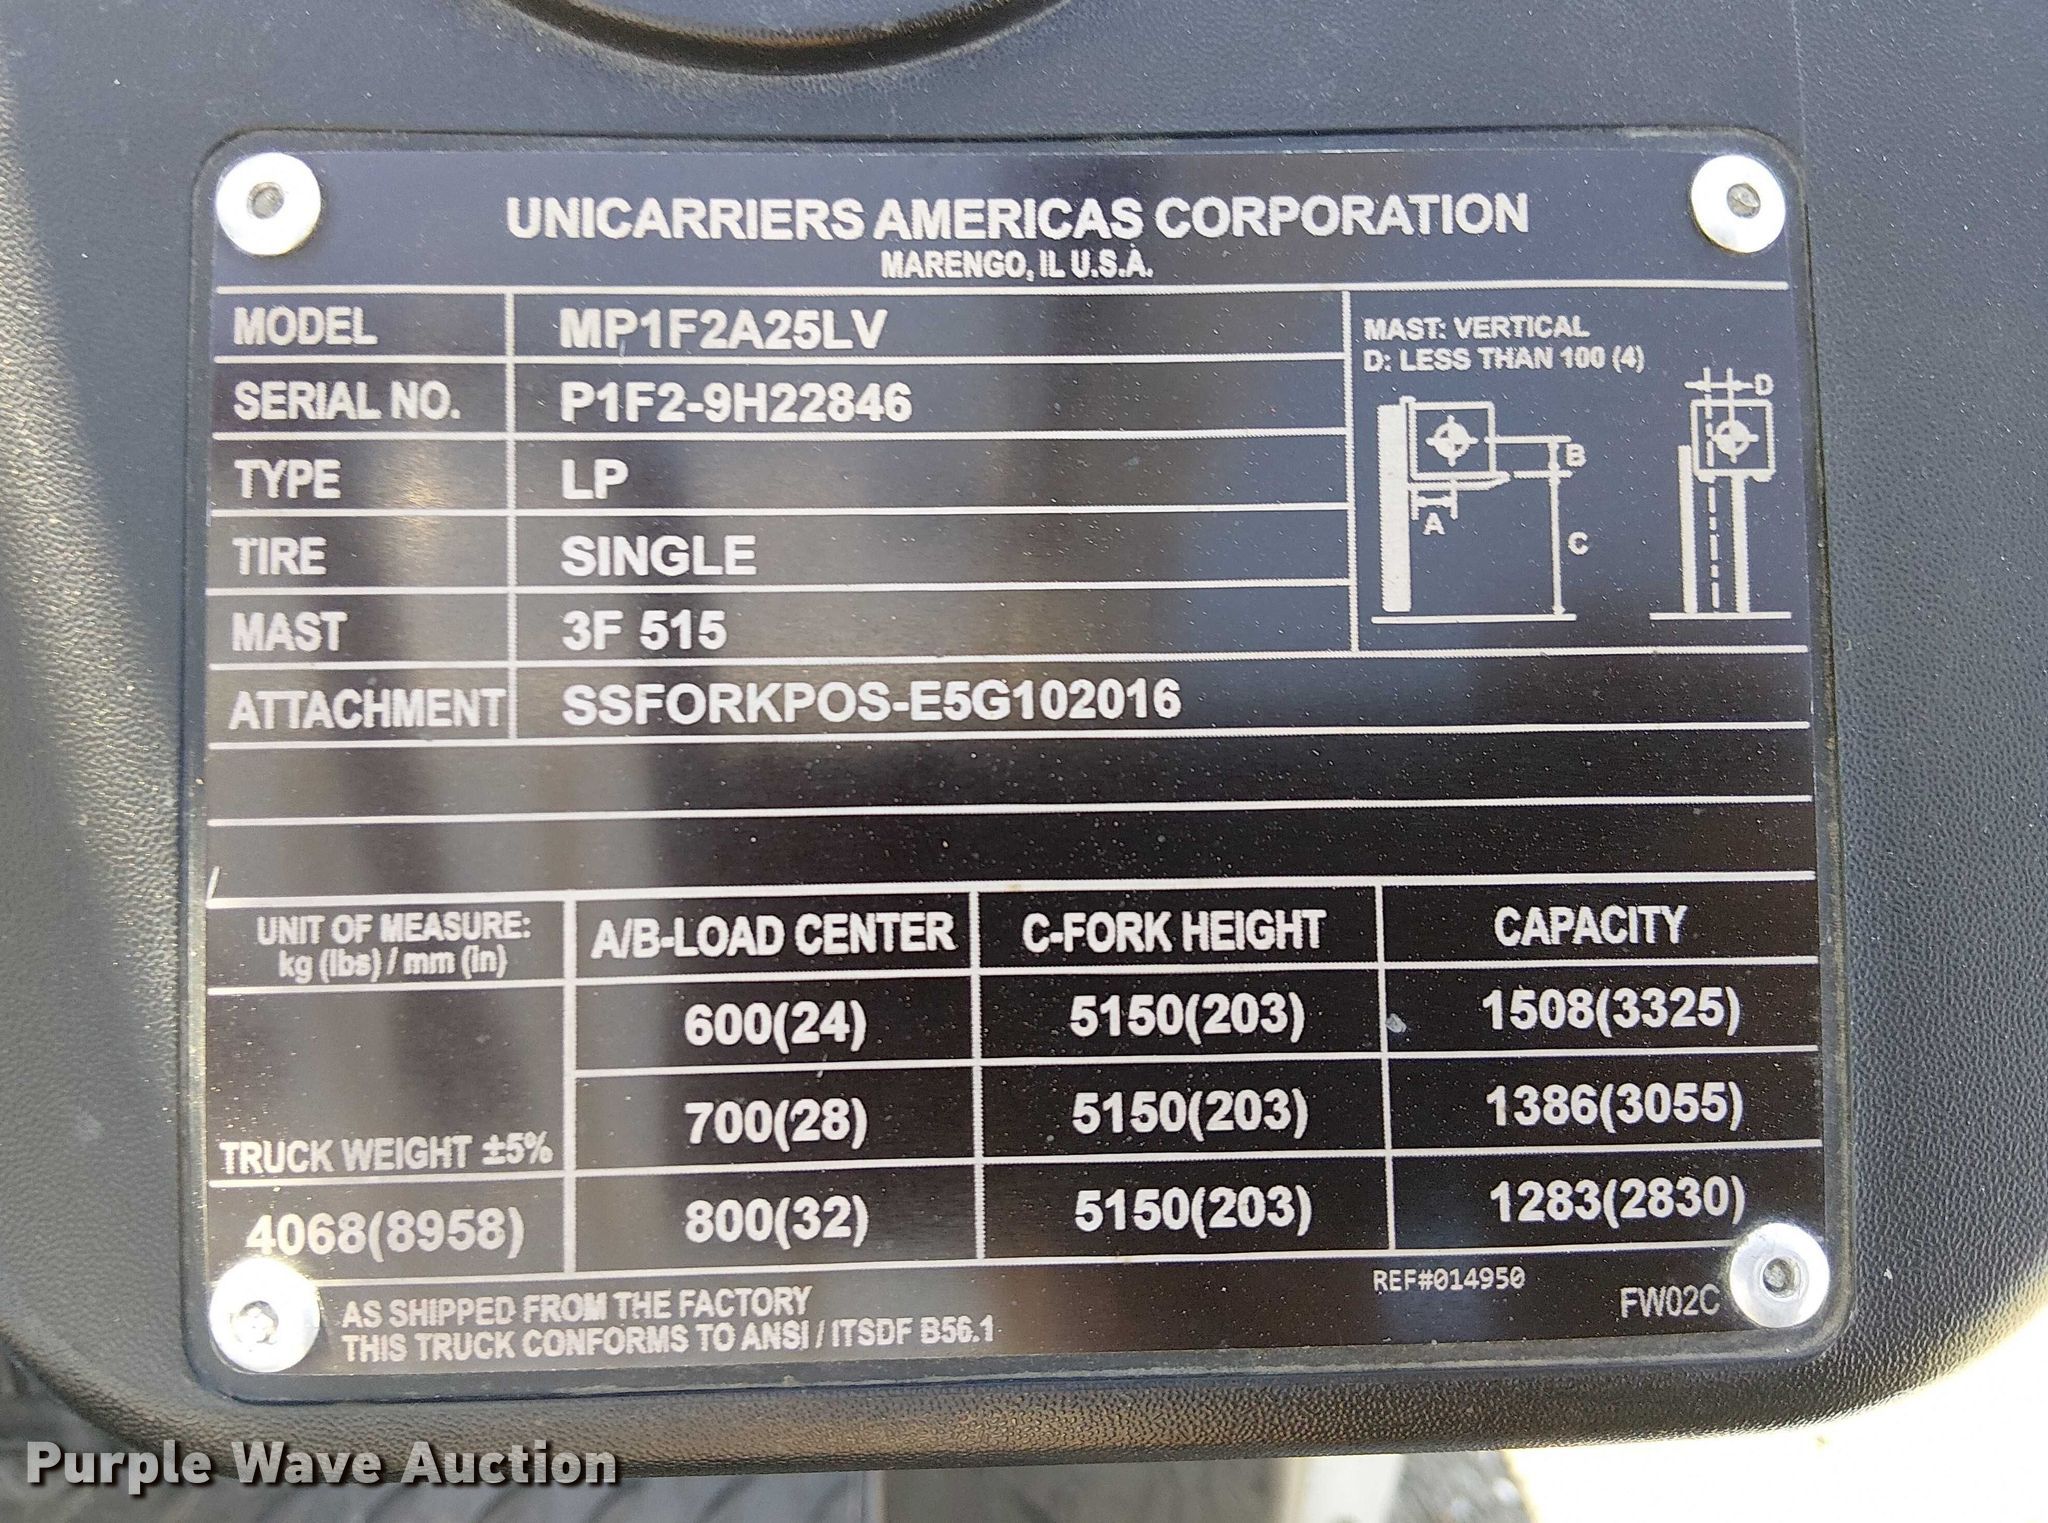 UNICARRIERS AMERICAS CORPORATION
MARENGO, IL U.S.A.
MODEL MP1F2A25LV
SERIAL NO. P1F2-9H22846
TYPE LP
TIRE SINGLE
MAST 3F 515
ATTACHMENT SSFORKPOS-E5G102016
MAST: VERTICAL
D: LESS THAN 100 (4)
D
B
A
C
UNIT OF MEASURE: A/B-LOAD CENTER C-FORK HEIGHT CAPACITY
kg (lbs) / mm (in)
600(24) 5150(203) 1508(3325)
700(28) 5150(203) 1386(3055)
TRUCK WEIGHT ±5%
4068(8958) 800(32) 5150(203) 1283(2830)
REF#014950
FW02C
AS SHIPPED FROM THE FACTORY
THIS TRUCK CONFORMS TO ANSI / ITSDF B56.1
Purple Wave Auction